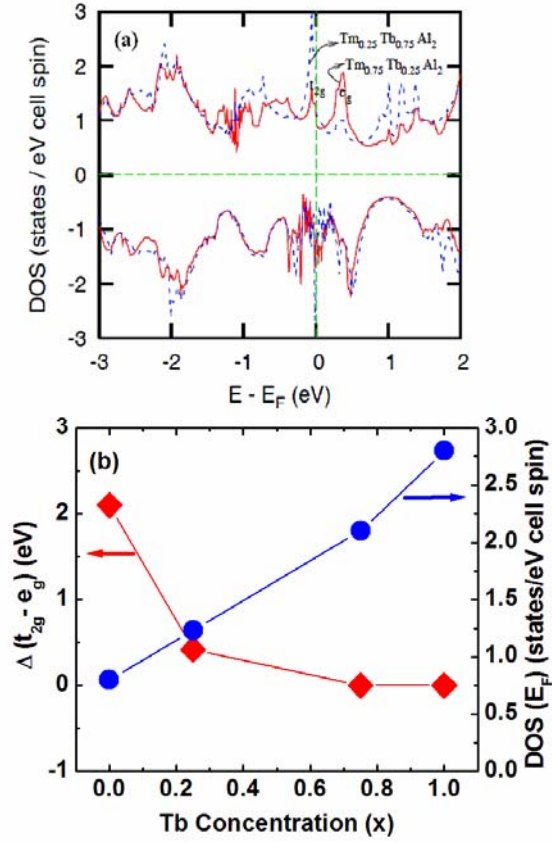 (a)
Tm0.25 Tb0.75 Al2
Tm0.75 Tb0.25 Al2
t2g
eg
3
2
1
0
-1
-2
-3
DOS (states / eV cell spin)
-3 -2 -1 0 1 2
E - EF (eV)
(b)
3
2
1
0
-1
Δ (t2g - eg) (eV)
3.0
2.5
2.0
1.5
1.0
0.5
0.0
DOS (EF) (states/eV cell spin)
0.0 0.2 0.4 0.6 0.8 1.0
Tb Concentration (x)